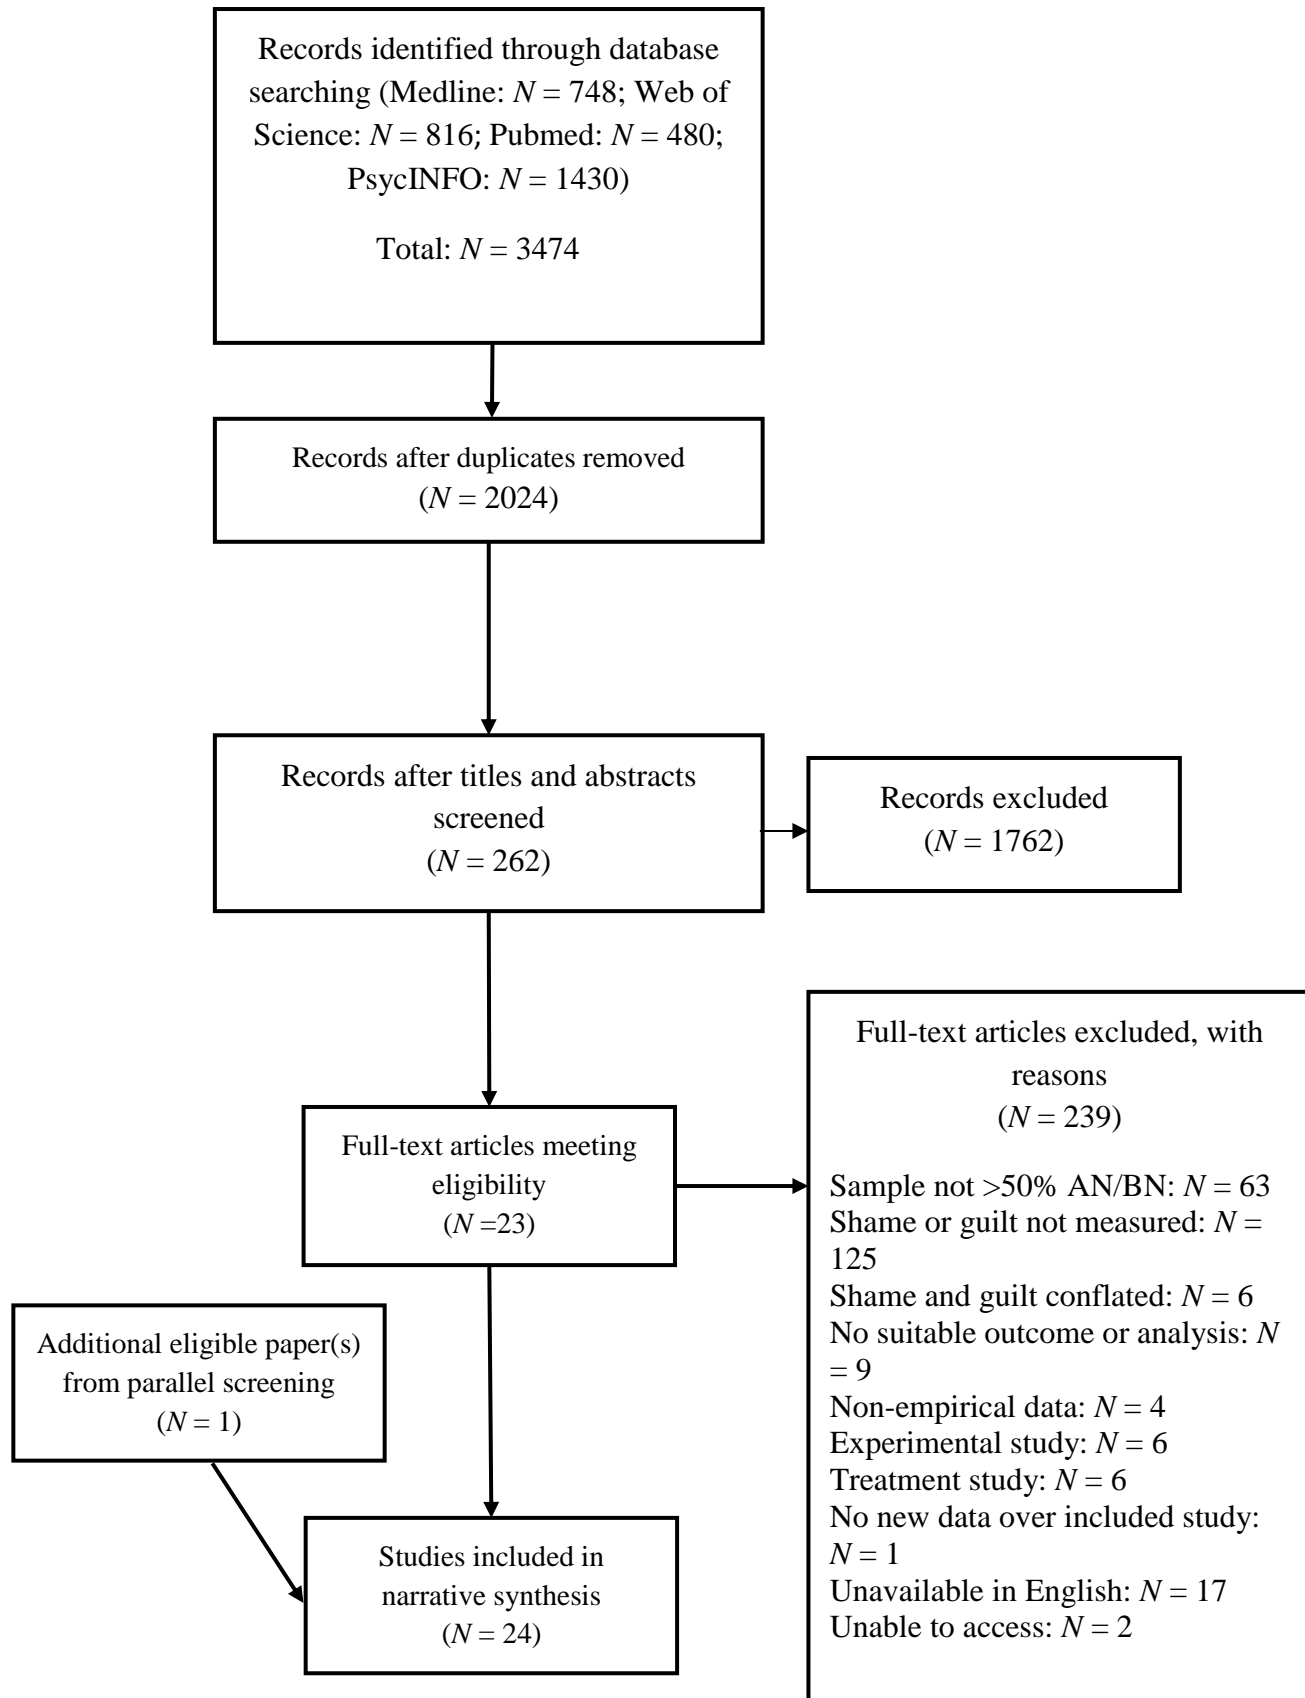 Records identified through database
searching (Medline: N = 748; Web of
Science: N = 816; Pubmed: N = 480;
PsycINFO: N = 1430)
Total: N = 3474
Records after duplicates removed
(N = 2024)
Records after titles and abstracts
screened
(N = 262)
Records excluded
(N = 1762)
Full-text articles meeting
eligibility
(N =23)
Full-text articles excluded, with
reasons
(N = 239)
Sample not >50% AN/BN: N = 63
Shame or guilt not measured: N =
125
Shame and guilt conflated: N = 6
No suitable outcome or analysis: N
= 9
Non-empirical data: N = 4
Experimental study: N = 6
Treatment study: N = 6
No new data over included study:
N = 1
Unavailable in English: N = 17
Unable to access: N = 2
Additional eligible paper(s)
from parallel screening
(N = 1)
Studies included in
narrative synthesis
(N = 24)